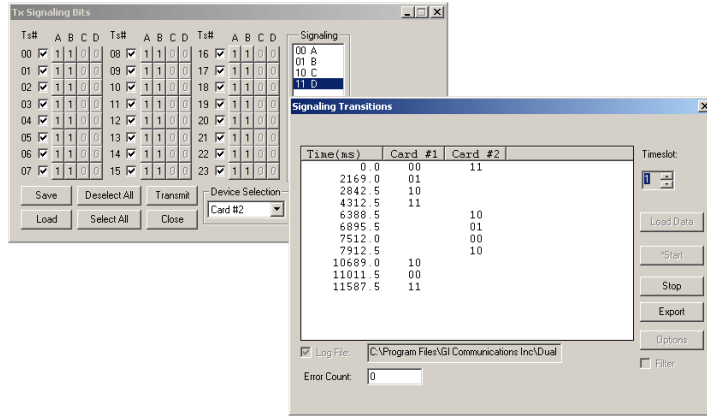 Tx Signaling Bits
Ts# A B C D Ts# A B C D Ts# A B C D
00 1 1 0 0 08 1 1 0 0 16 1 1 0 0
01 1 1 0 0 09 1 1 0 0 17 1 1 0 0
02 1 1 0 0 10 1 1 0 0 18 1 1 0 0
03 1 1 0 0 11 1 1 0 0 19 1 1 0 0
04 1 1 0 0 12 1 1 0 0 20 1 1 0 0
05 1 1 0 0 13 1 1 0 0 21 1 1 0 0
06 1 1 0 0 14 1 1 0 0 22 1 1 0 0
07 1 1 0 0 15 1 1 0 0 23 1 1 0 0
Signaling
00 A
01 B
10 C
11 D
Save Deselect All Transmit
Load Select All Close
Device Selection
Card #2
Signaling Transitions
Time(ms) Card #1 Card #2
0.0 00 11
2169.0 01
2842.5 10
4312.5 11
6388.5 10
6895.5 01
7512.0 00
7912.5 10
10689.0 10
11011.5 00
11587.5 11
Timeslot:
1
Load Data
"Start
Stop
Export
Options
Filter
Log File: C:\Program Files\Gl Communications Inc\Dual
Error Count: 0